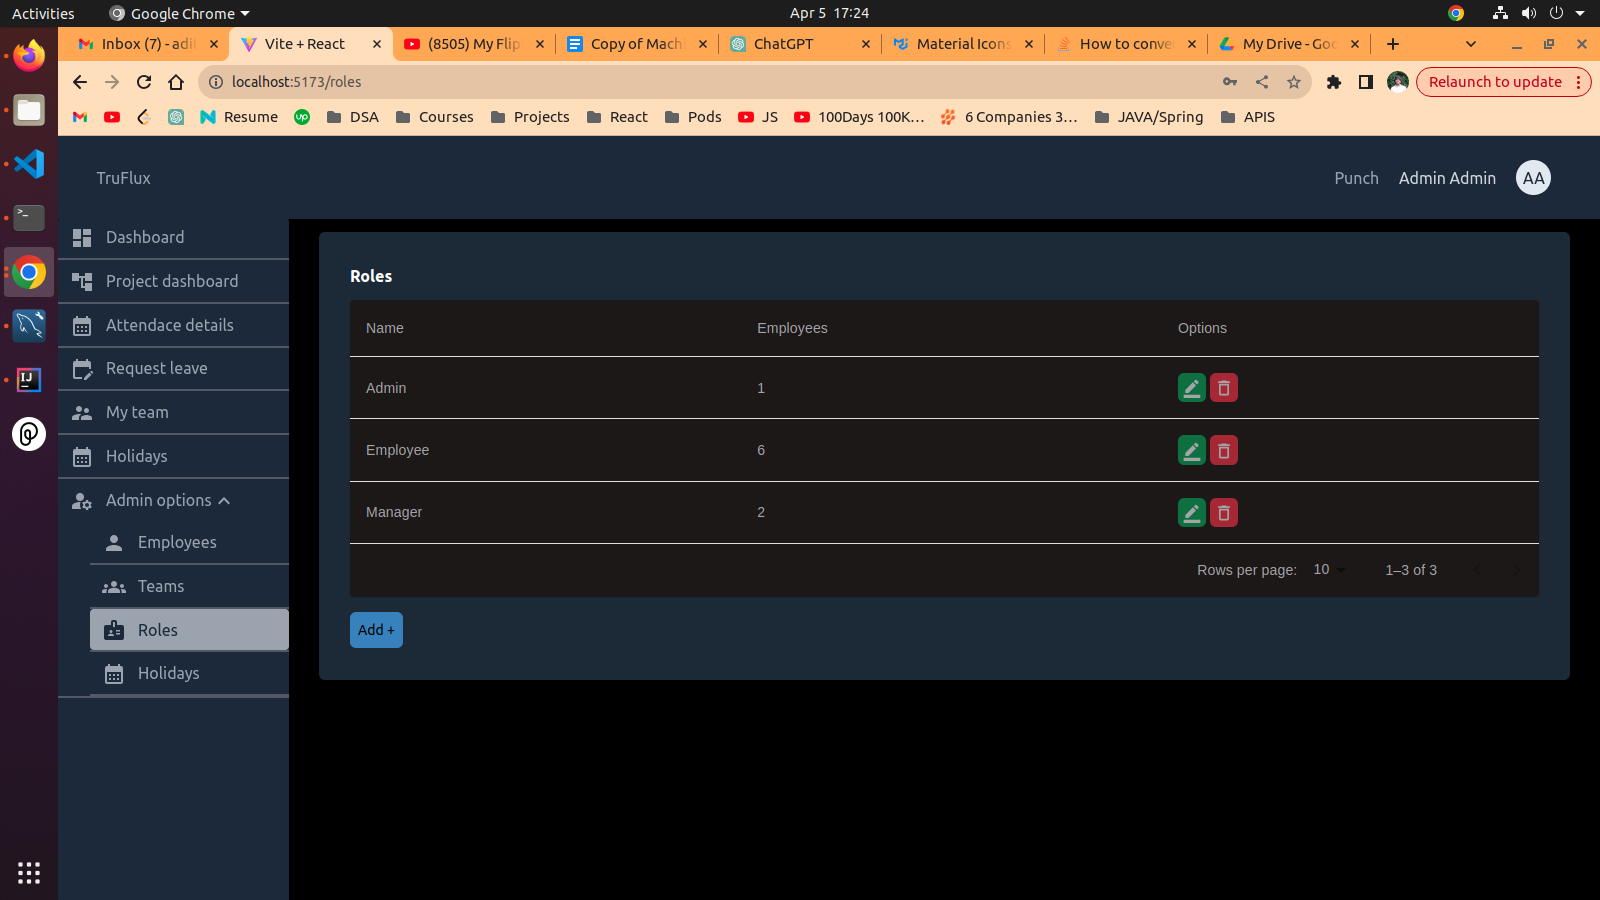 Activities
Google Chrome
Apr 5 17:24
Inbox (7) - adi
Vite + React
(8505) My Flip
Copy of Mach
ChatGPT
Material Icons
How to conve
My Drive - Goo
localhost:5173/roles
Relaunch to update
Resume
DSA
Courses
Projects
React
Pods
JS
100Days 100K...
6 Companies 3...
JAVA/Spring
APIS
TruFlux
Punch
Admin Admin
AA
Dashboard
Project dashboard
Attendace details
Request leave
My team
Holidays
Admin options
Employees
Teams
Roles
Holidays
Roles
Name Employees Options
Admin 1
Employee 6
Manager 2
Rows per page: 10 1–3 of 3
Add +